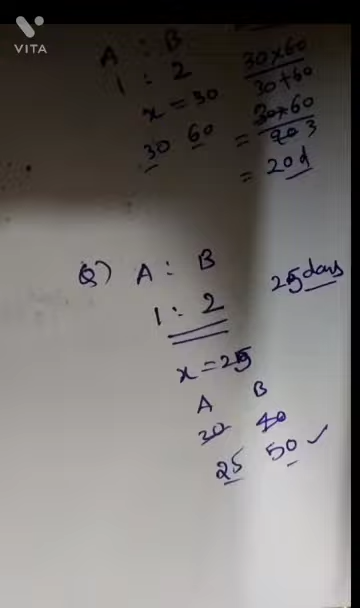 VITA
A : B
1 : 2
x = 30
30 60
30×60
30+60
= 30×60
90 3
= 20d
Q) A : B
1 : 2
25 days
x = 25
A B
30 40
25 50 ✓